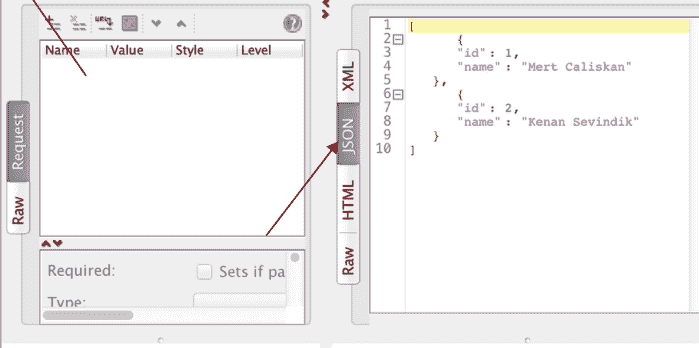 Name Value Style Level
Request
Raw
Required:
Sets if pa
Type:
XML
JSON
HTML
Raw
1 [
2 {
3 "id": 1,
4 "name": "Mert Caliskan"
5 },
6 {
7 "id": 2,
8 "name": "Kenan Sevindik"
9 }
10 ]